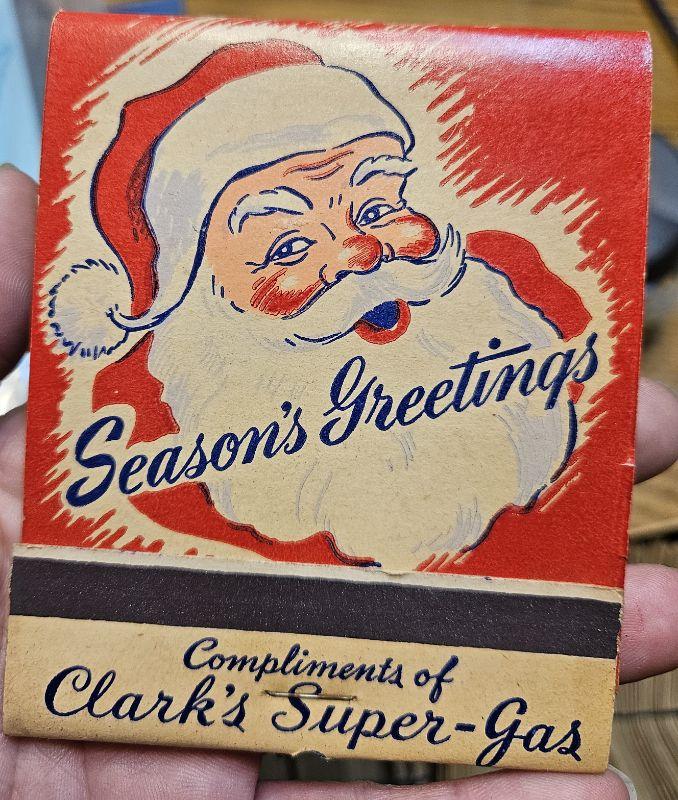 Season's Greetings
Compliments of
Clark's Super-Gas